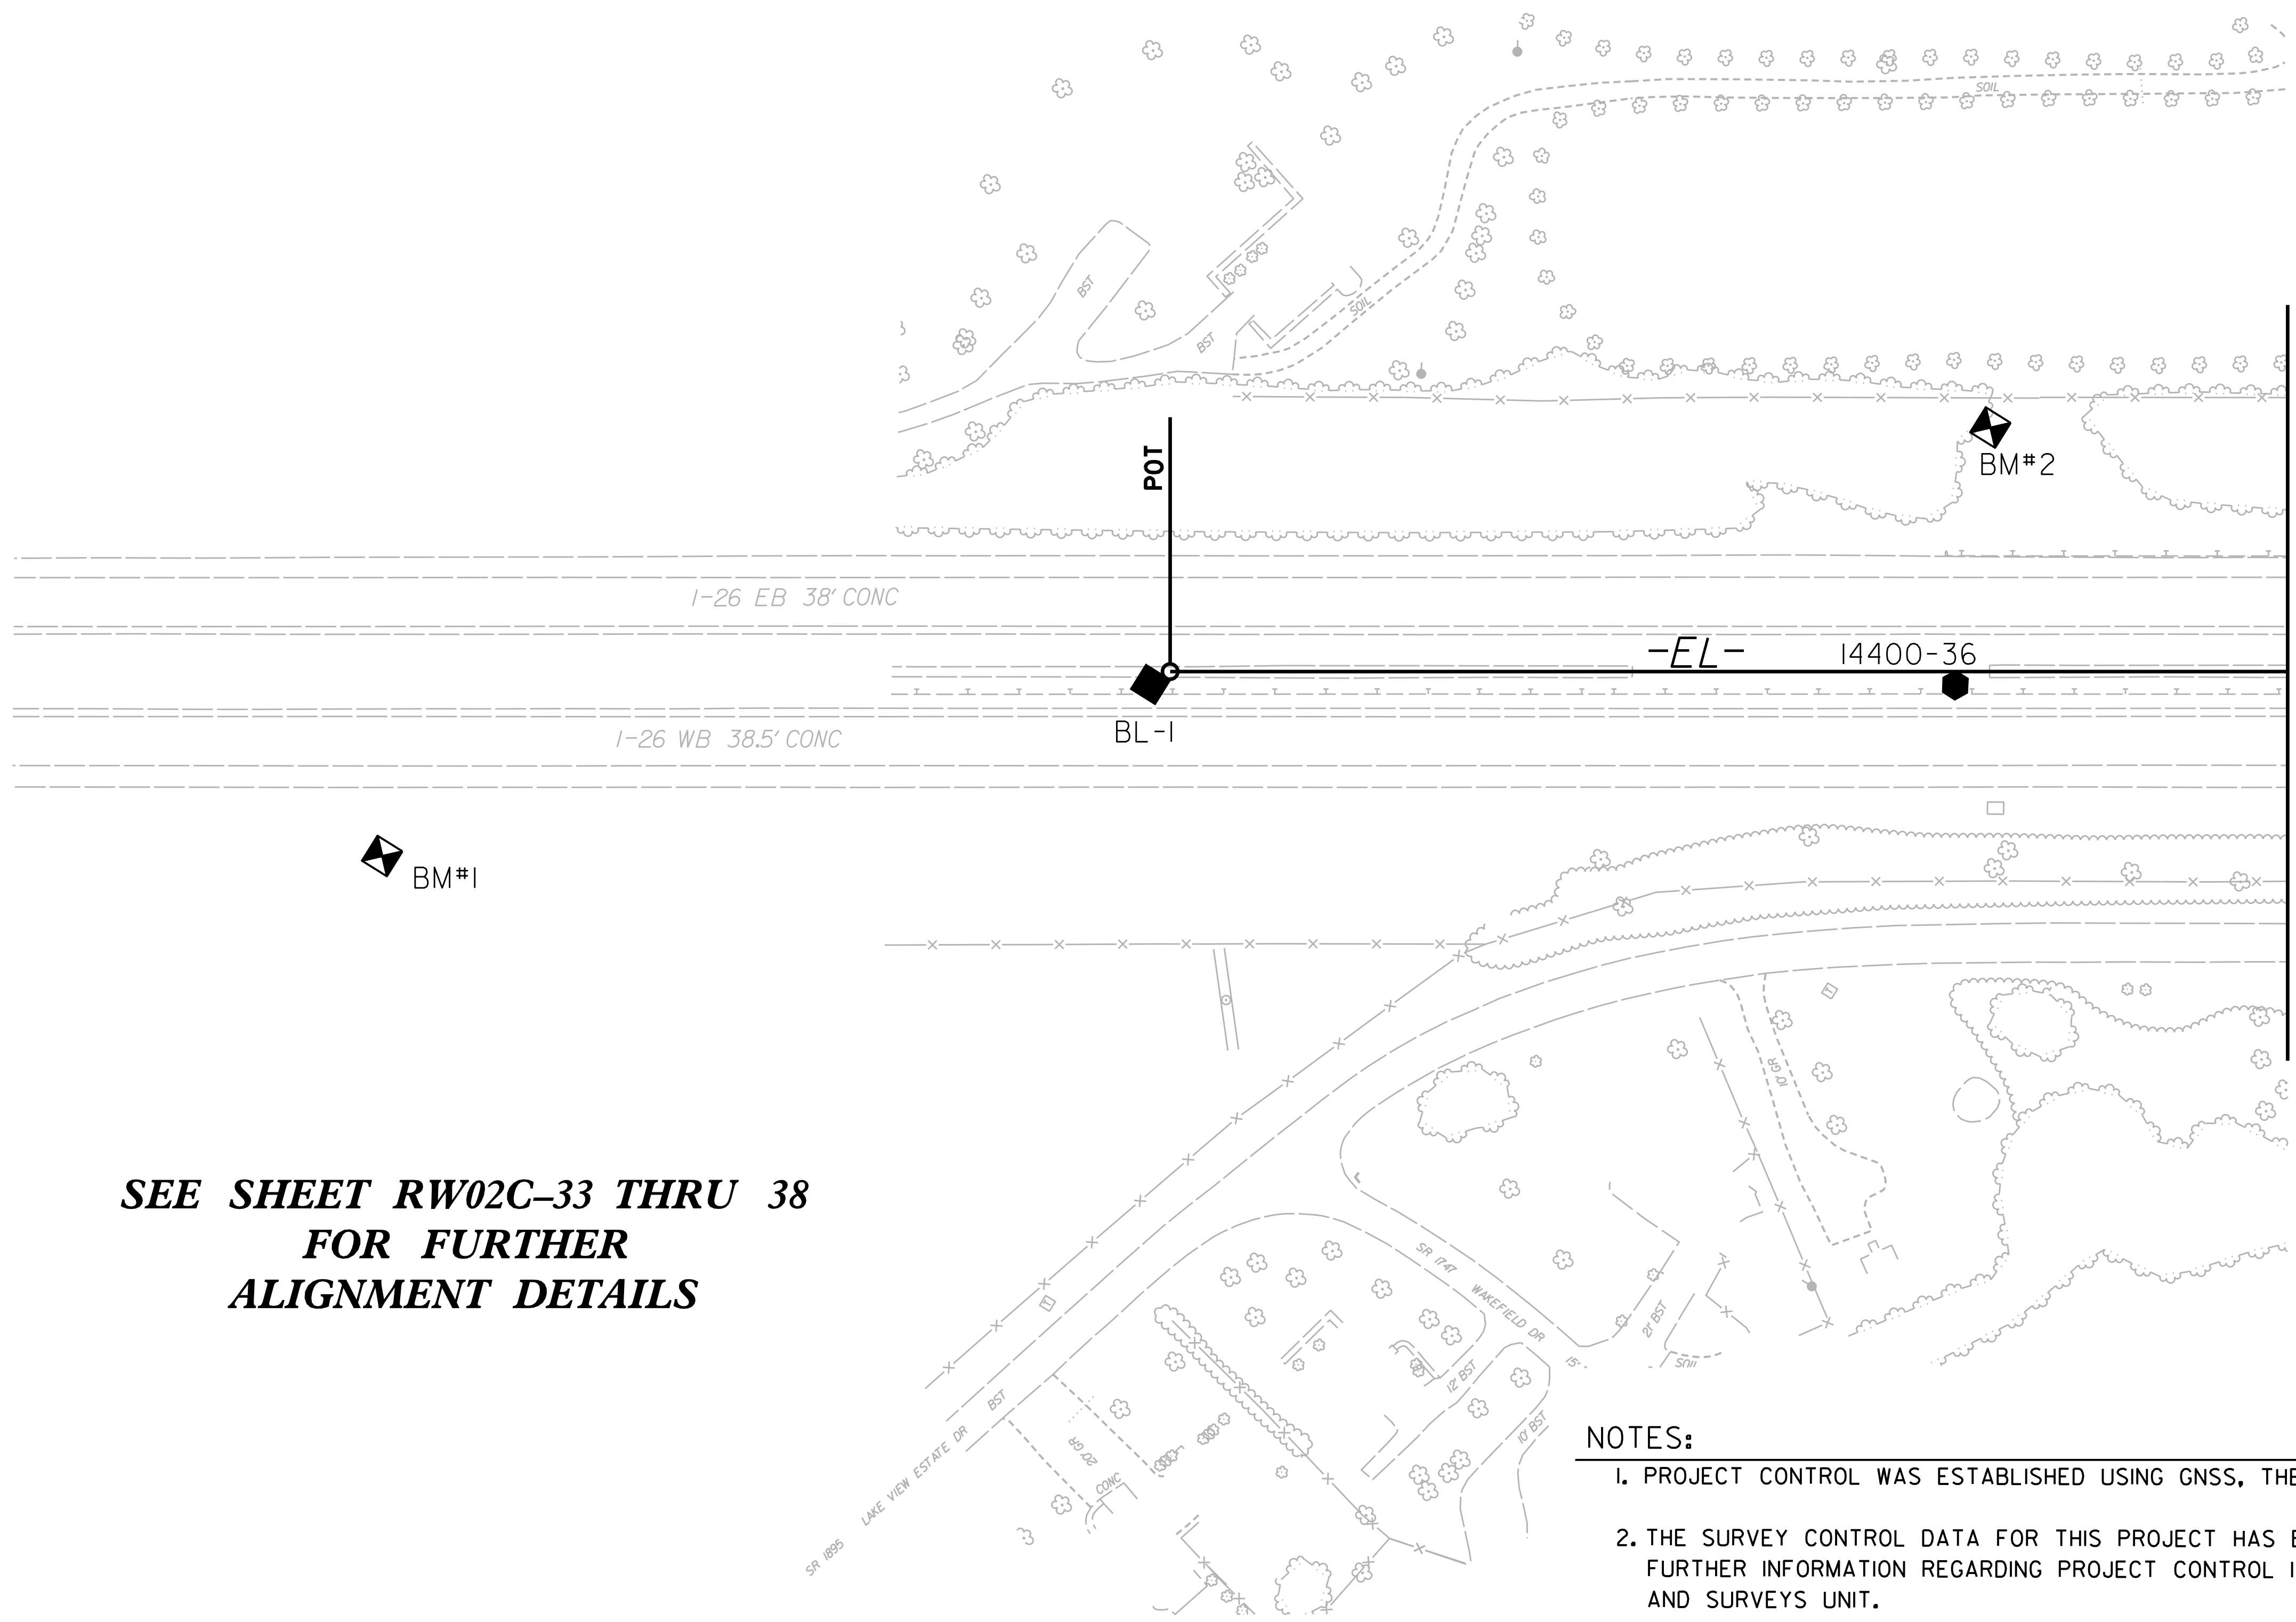 SOIL
BST
BST
SOIL
POT
BM#2
1-26 EB 38' CONC
-EL-
14400-36
BL-1
1-26 WB 38.5' CONC
BM#1
10' GR
SEE SHEET RW02C-33 THRU 38
FOR FURTHER
ALIGNMENT DETAILS
SR 1747 WAKEFIELD DR
21' BST
15'
SOIL
12' BST
10' BST
20' GR
CONC
SR 1895 LAKE VIEW ESTATE DR BST
NOTES:
1. PROJECT CONTROL WAS ESTABLISHED USING GNSS, THE
2. THE SURVEY CONTROL DATA FOR THIS PROJECT HAS
FURTHER INFORMATION REGARDING PROJECT CONTROL
AND SURVEYS UNIT.